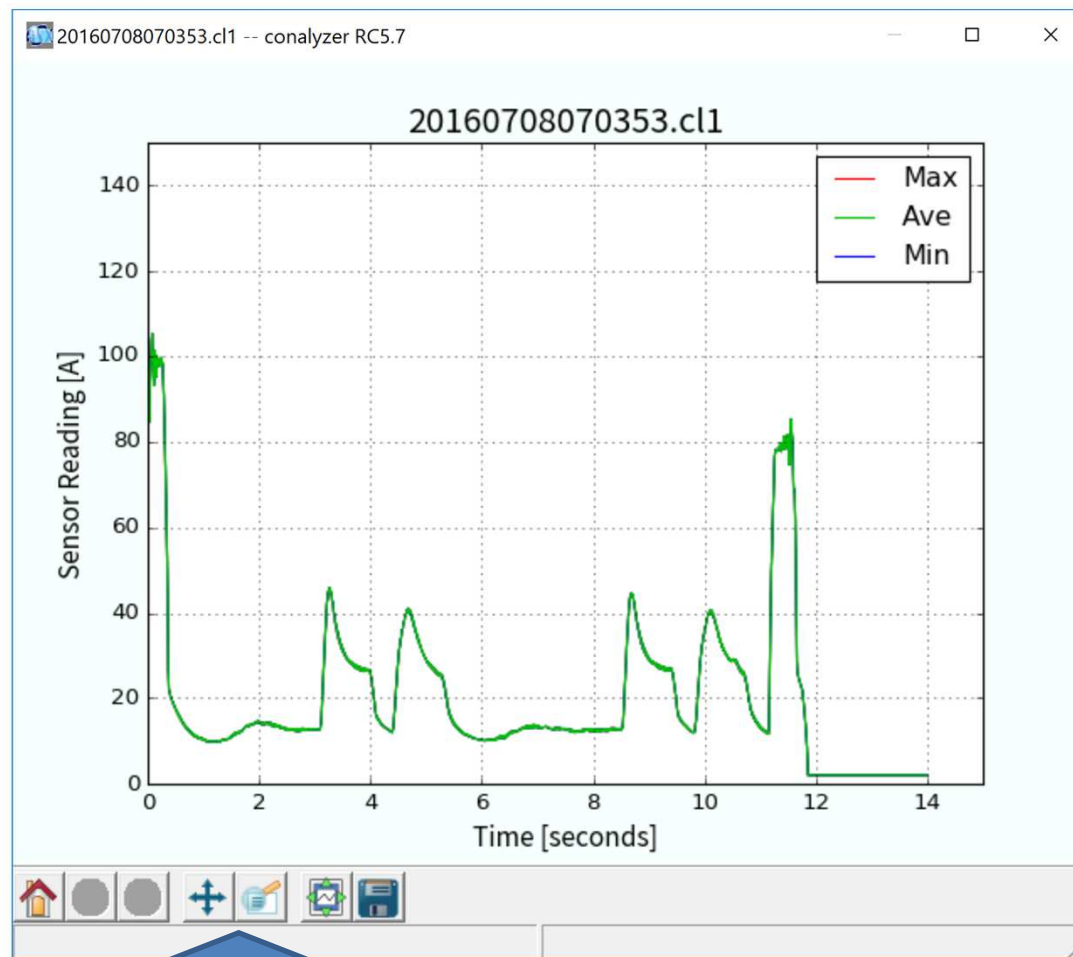 20160708070353.cl1 -- conalyzer RC5.7
20160708070353.cl1
Max
Ave
Min
140
120
100
80
60
40
20
0
Sensor Reading [A]
0 2 4 6 8 10 12 14
Time [seconds]